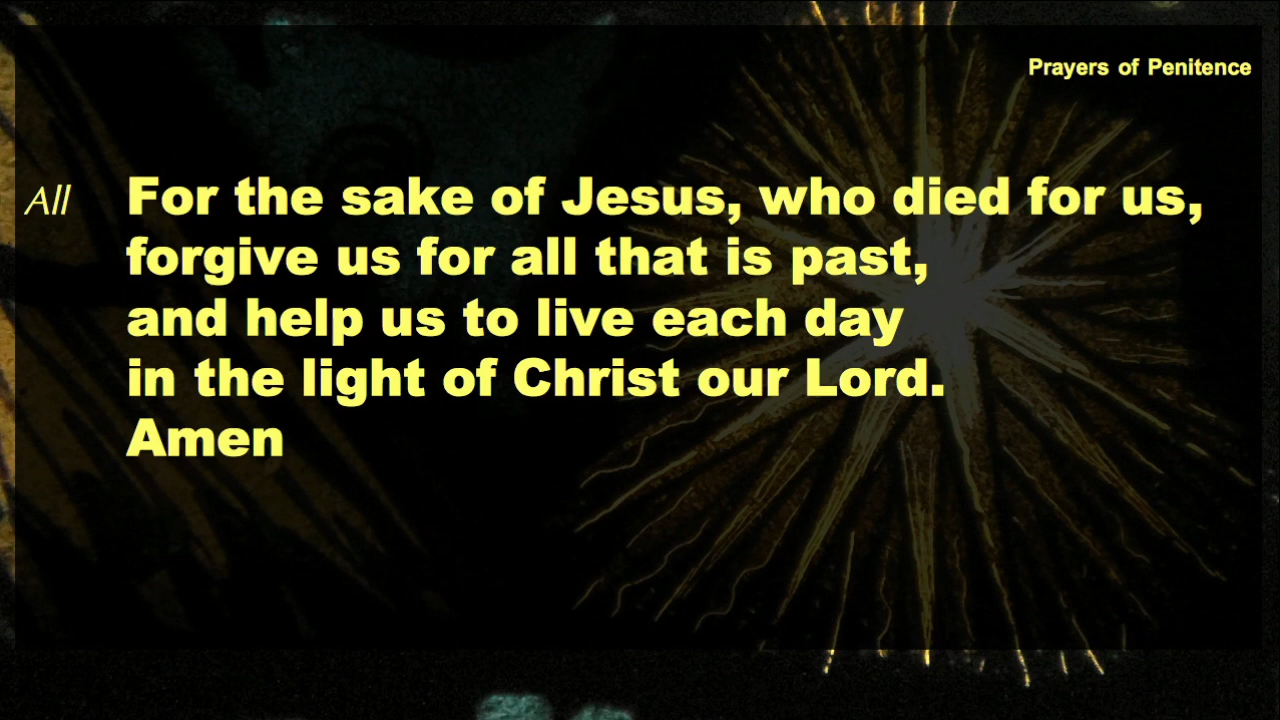 Prayers of Penitence
All For the sake of Jesus, who died for us,
forgive us for all that is past,
and help us to live each day
in the light of Christ our Lord.
Amen